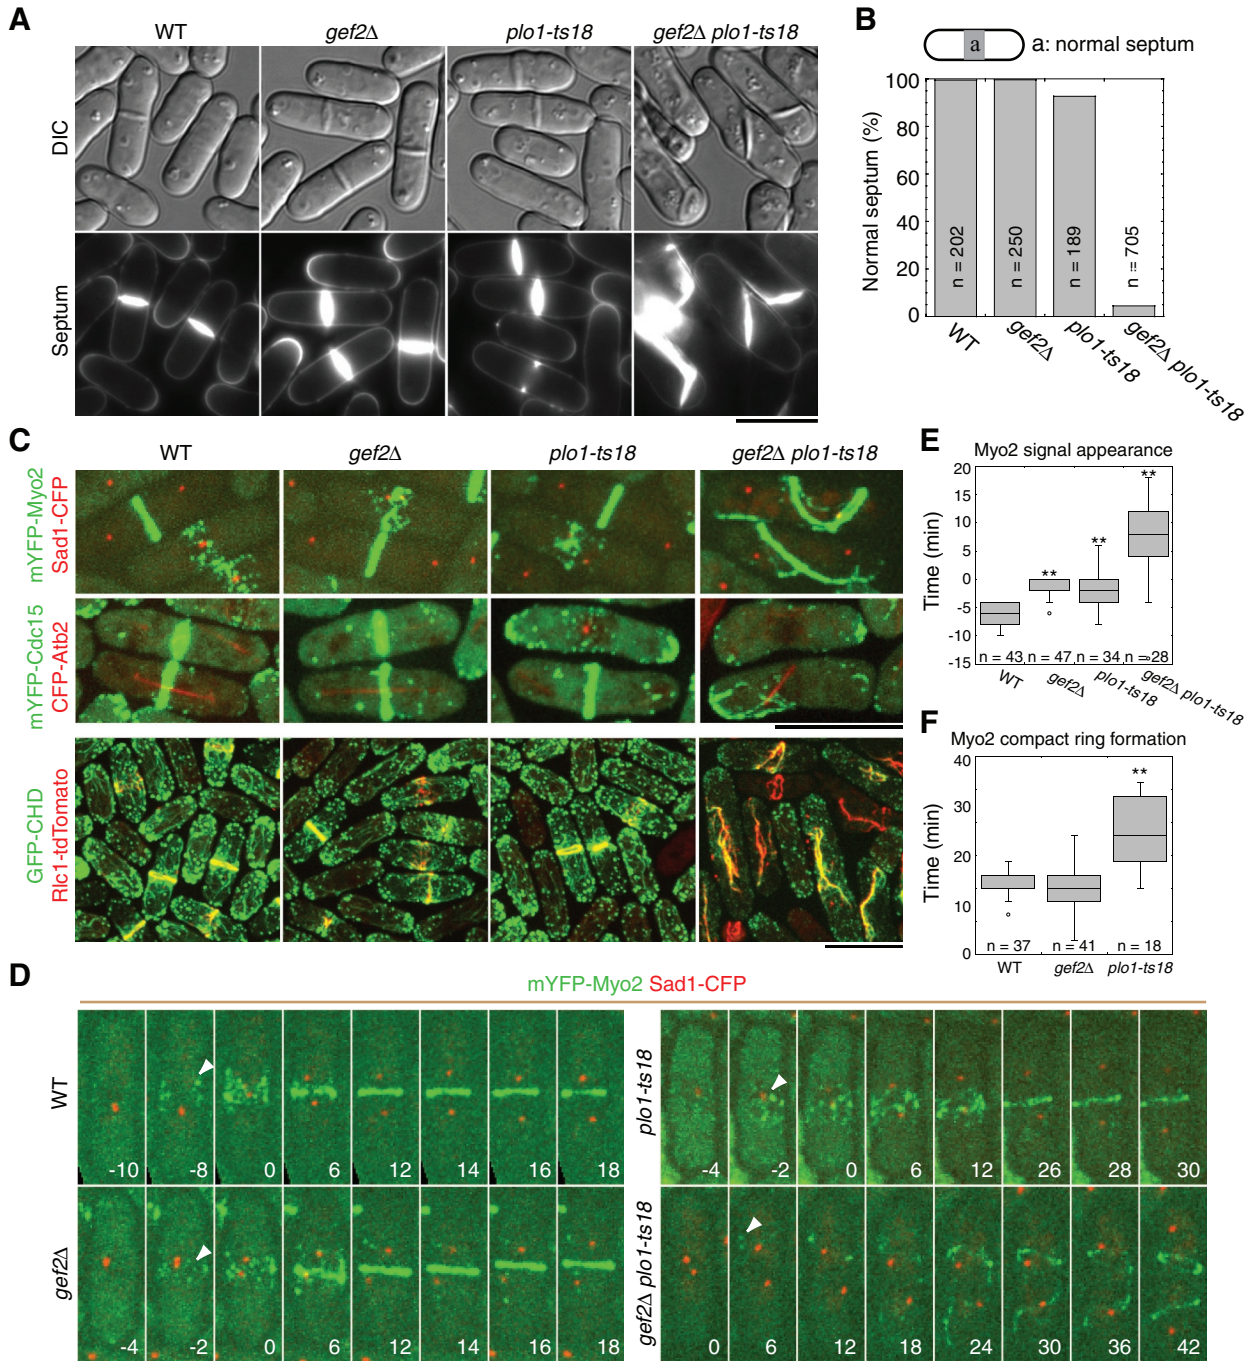 A
WT
gef2Δ
plo1-ts18
gef2Δ plo1-ts18
DIC
Septum
B
a
a: normal septum
Normal septum (%)
100
80
60
40
20
0
n = 202
n = 250
n = 189
n = 705
WT
gef2Δ
plo1-ts18
gef2Δ plo1-ts18
C
WT
gef2Δ
plo1-ts18
gef2Δ plo1-ts18
mYFP-Myo2
Sad1-CFP
mYFP-Cdc15
CFP-Atb2
GFP-CHD
Rlc1-tdTomato
E
Myo2 signal appearance
Time (min)
20
15
10
5
0
-5
-10
-15
**
**
**
n = 43
n = 47
n = 34
n = 28
WT
gef2Δ
plo1-ts18
gef2Δ plo1-ts18
F
Myo2 compact ring formation
Time (min)
40
30
20
10
0
**
n = 37
n = 41
n = 18
WT
gef2Δ
plo1-ts18
D
mYFP-Myo2 Sad1-CFP
WT
-10 -8 0 6 12 14 16 18
plo1-ts18
-4 -2 0 6 12 26 28 30
gef2Δ
-4 -2 0 6 12 14 16 18
gef2Δ plo1-ts18
0 6 12 18 24 30 36 42